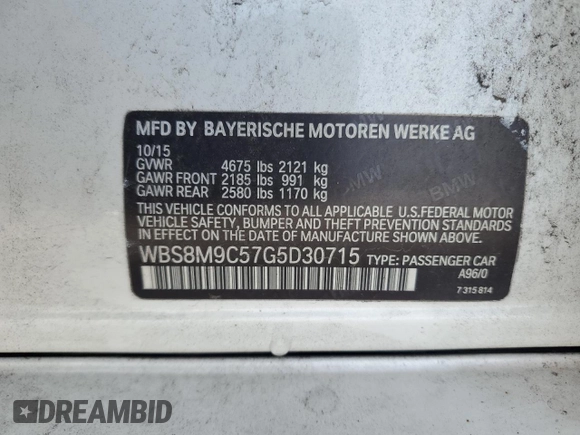 MFD BY BAYERISCHE MOTOREN WERKE AG
10/15
GVWR 4675 lbs 2121 kg
GAWR FRONT 2185 lbs 991 kg
GAWR REAR 2580 lbs 1170 kg
THIS VEHICLE CONFORMS TO ALL APPLICABLE U.S.FEDERAL MOTOR
VEHICLE SAFETY, BUMPER, AND THEFT PREVENTION STANDARDS
IN EFFECT ON THE DATE OF MANUFACTURE SHOWN ABOVE.
WBS8M9C57G5D30715 TYPE: PASSENGER CAR
A96/0
7 315 814
BMW
BMW
DREAMBID